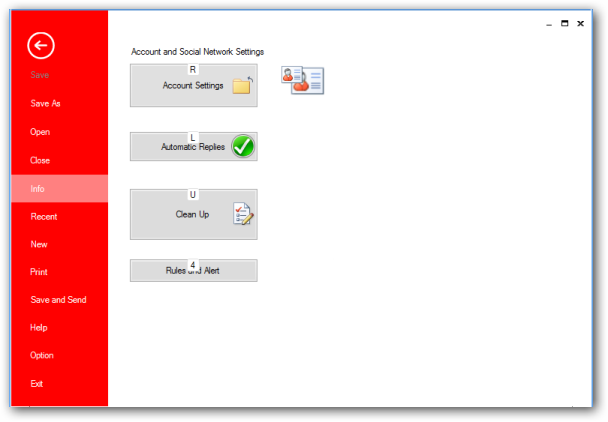 Save
Save As
Open
Close
Info
Recent
New
Print
Save and Send
Help
Option
Exit
Account and Social Network Settings
R
Account Settings
L
Automatic Replies
U
Clean Up
4
Rules and Alert